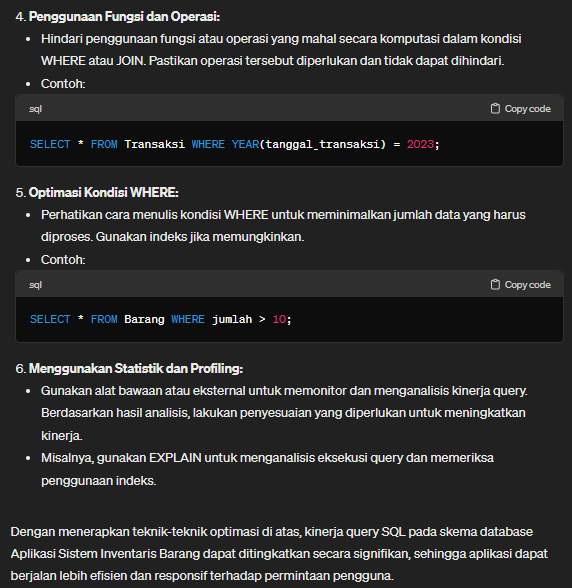 4. Penggunaan Fungsi dan Operasi:
• Hindari penggunaan fungsi atau operasi yang mahal secara komputasi dalam kondisi
WHERE atau JOIN. Pastikan operasi tersebut diperlukan dan tidak dapat dihindari.
• Contoh:
sql Copy code
SELECT * FROM Transaksi WHERE YEAR(tanggal_transaksi) = 2023;
5. Optimasi Kondisi WHERE:
• Perhatikan cara menulis kondisi WHERE untuk meminimalkan jumlah data yang harus
diproses. Gunakan indeks jika memungkinkan.
• Contoh:
sql Copy code
SELECT * FROM Barang WHERE jumlah > 10;
6. Menggunakan Statistik dan Profiling:
• Gunakan alat bawaan atau eksternal untuk memonitor dan menganalisis kinerja query.
Berdasarkan hasil analisis, lakukan penyesuaian yang diperlukan untuk meningkatkan
kinerja.
• Misalnya, gunakan EXPLAIN untuk menganalisis eksekusi query dan memeriksa
penggunaan indeks.
Dengan menerapkan teknik-teknik optimasi di atas, kinerja query SQL pada skema database
Aplikasi Sistem Inventaris Barang dapat ditingkatkan secara signifikan, sehingga aplikasi dapat
berjalan lebih efisien dan responsif terhadap permintaan pengguna.